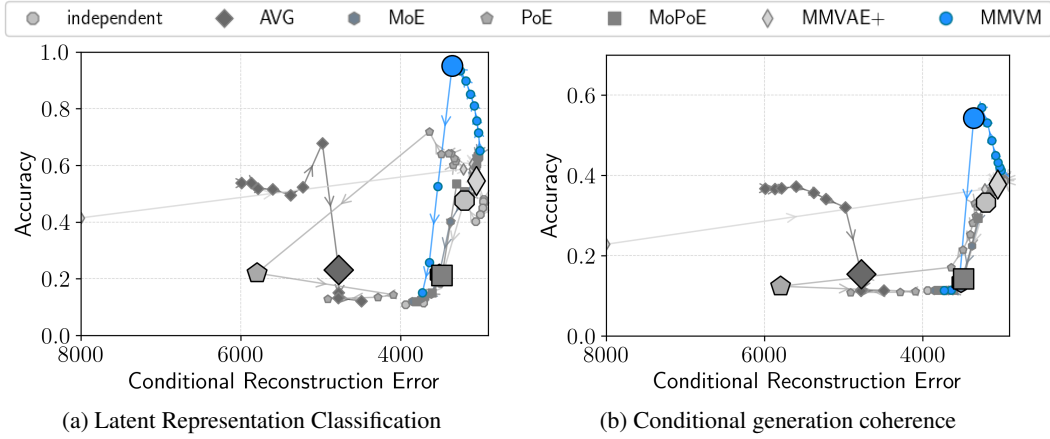 independent AVG MoE PoE MoPoE MMVAE+ MMVM
1.0
0.8
0.6
0.4
0.2
0.0
Accuracy
8000 6000 4000
Conditional Reconstruction Error
(a) Latent Representation Classification
0.6
0.4
0.2
0.0
Accuracy
8000 6000 4000
Conditional Reconstruction Error
(b) Conditional generation coherence